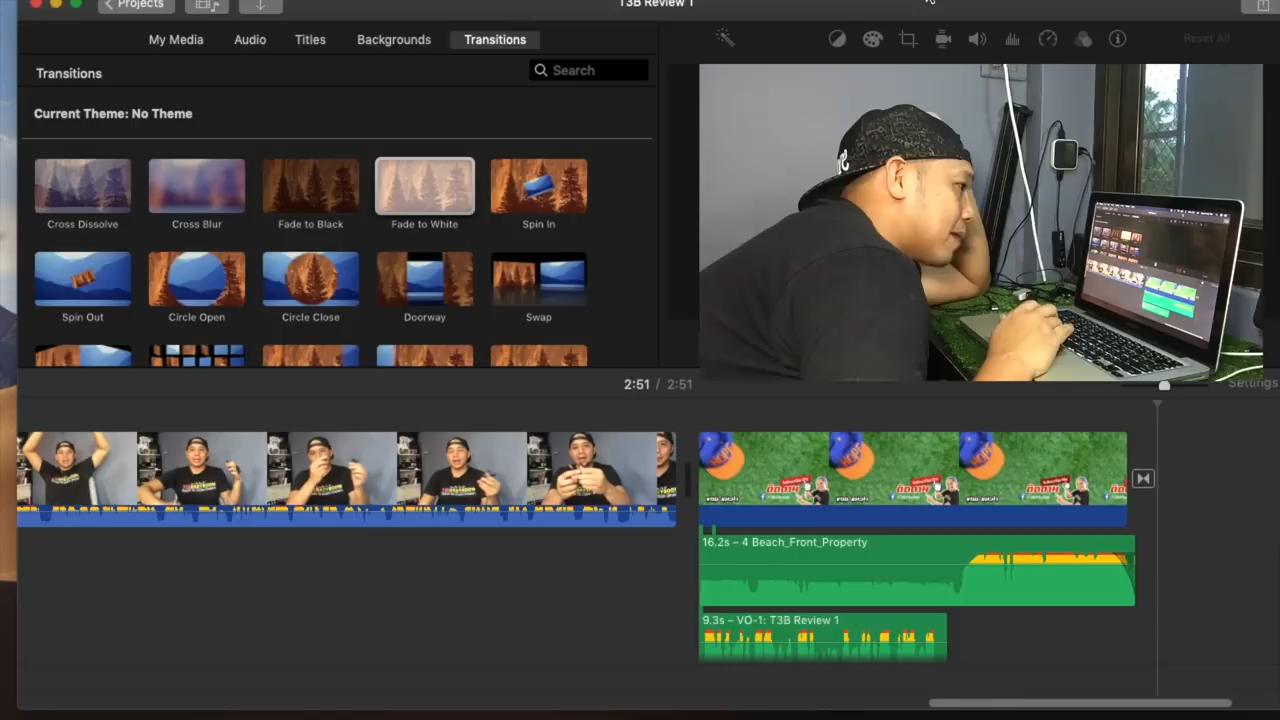 Projects
T3B Review 1
My Media Audio Titles Backgrounds Transitions
Reset All
Transitions
Search
Current Theme: No Theme
Cross Dissolve Cross Blur Fade to Black Fade to White Spin In
Spin Out Circle Open Circle Close Doorway Swap
2:51 / 2:51
Settings
16.2s – 4 Beach_Front_Property
9.3s – VO-1: T3B Review 1